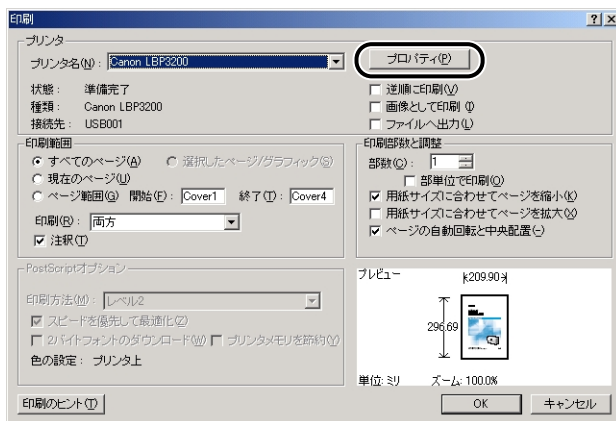 印刷
プリンタ
プリンタ名(N): Canon LBP3200
プロパティ(P)
状態: 準備完了
種類: Canon LBP3200
接続先: USB001
逆順に印刷(V)
画像として印刷(I)
ファイルへ出力(L)
印刷範囲
すべてのページ(A) 選択したページ/グラフィック(S)
現在のページ(U)
ページ範囲(G) 開始(F): Cover1 終了(T): Cover4
印刷(R): 両方
注釈(T)
印刷部数と調整
部数(C): 1
部単位で印刷(O)
用紙サイズに合わせてページを縮小(K)
用紙サイズに合わせてページを拡大(X)
ページの自動回転と中央配置(-)
PostScriptオプション
印刷方法(M): レベル2
スピードを優先して最適化(Z)
2バイトフォントのダウンロード(W) プリンタメモリを節約(Y)
色の設定: プリンタ上
プレビュー
209.90
296.69
単位: ミリ ズーム: 100.0%
印刷のヒント(T)
OK
キャンセル